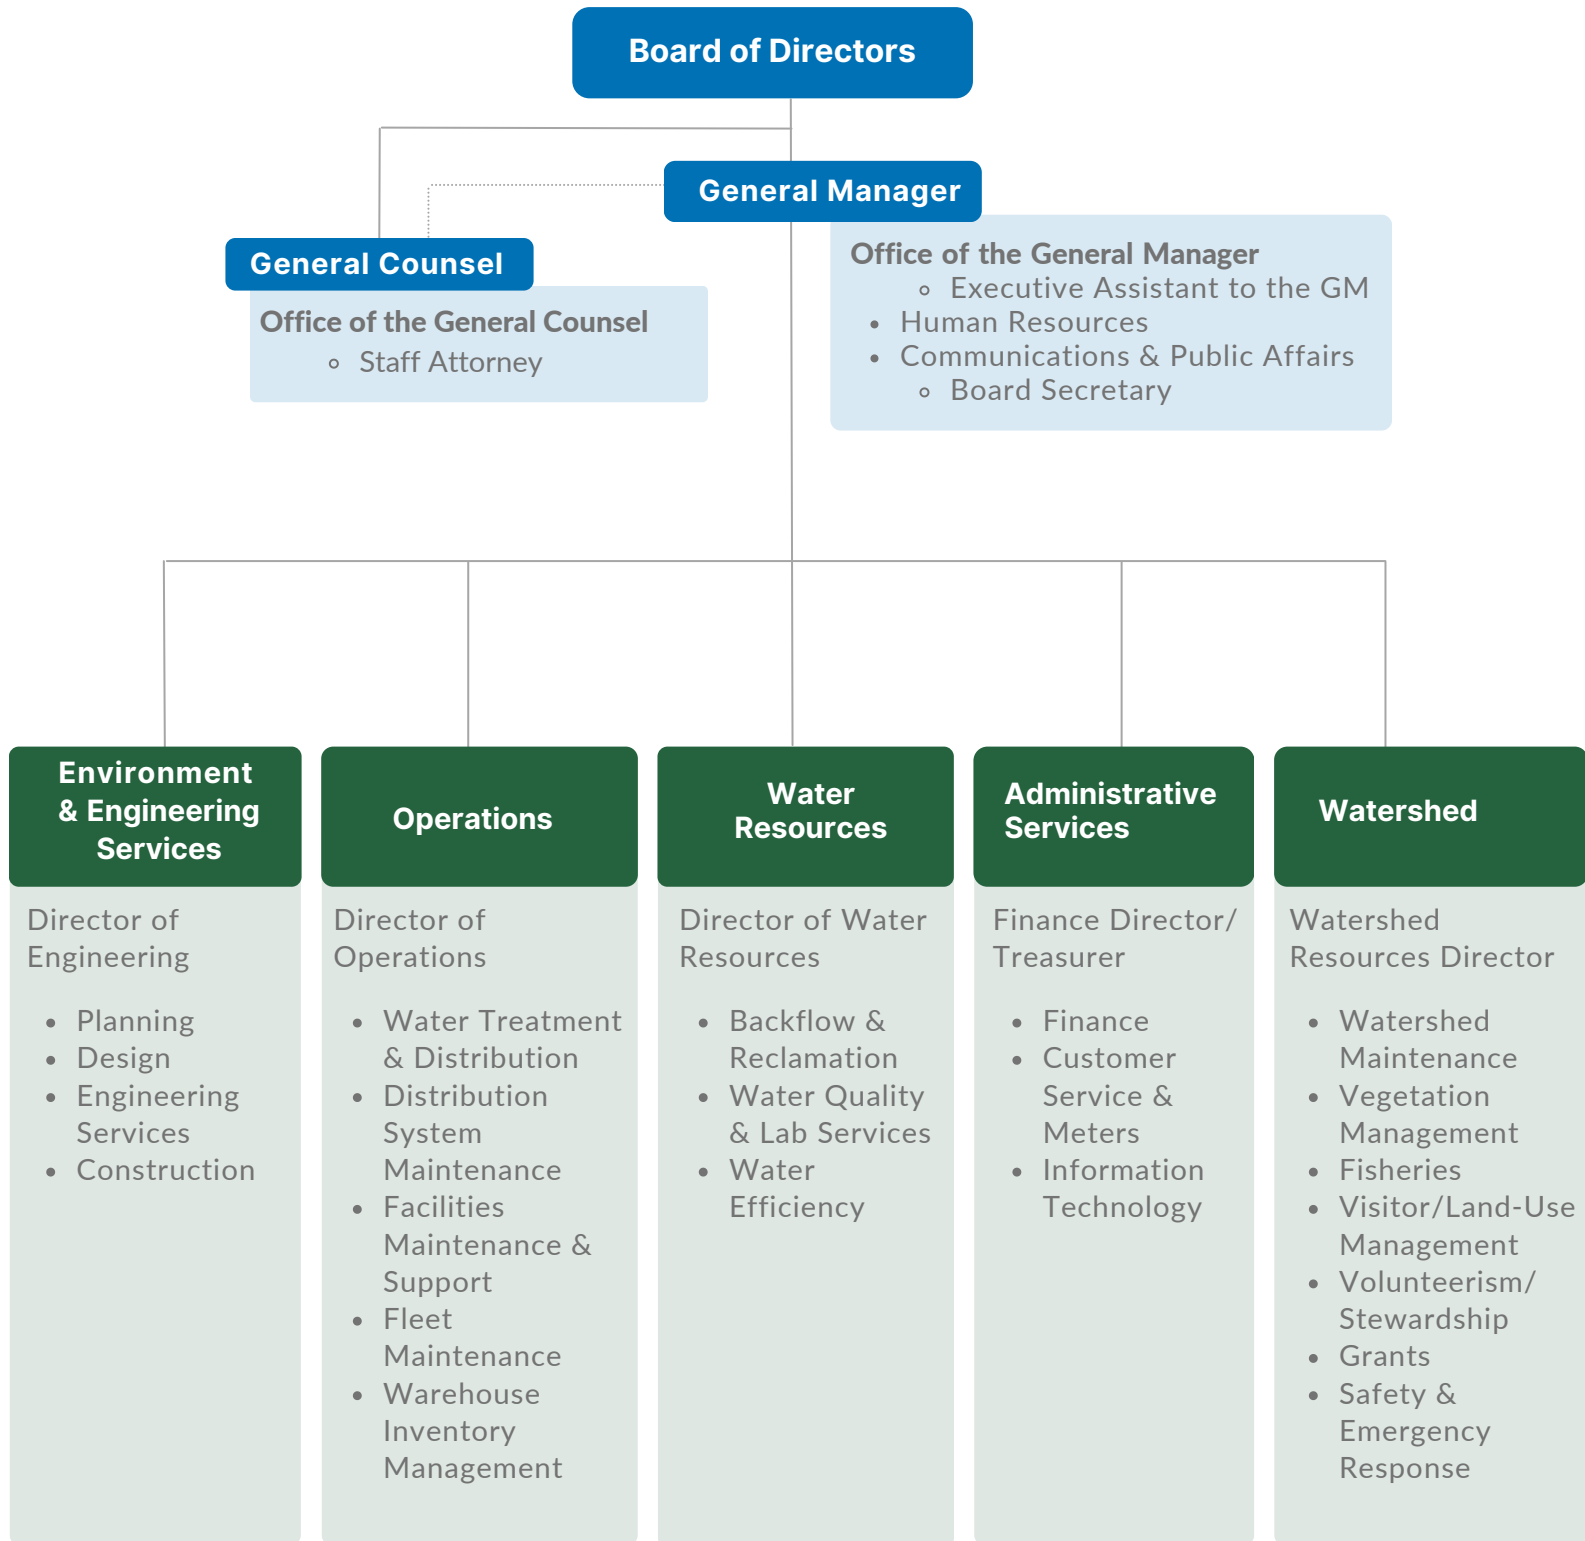 Board of Directors
General Manager
General Counsel
Office of the General Manager
Executive Assistant to the GM
Human Resources
Communications & Public Affairs
Board Secretary
Office of the General Counsel
Staff Attorney
Environment
& Engineering
Services
Director of
Engineering
Planning
Design
Engineering
Services
Construction
Operations
Director of
Operations
Water Treatment
& Distribution
Distribution
System
Maintenance
Facilities
Maintenance &
Support
Fleet
Maintenance
Warehouse
Inventory
Management
Water
Resources
Director of Water
Resources
Backflow &
Reclamation
Water Quality
& Lab Services
Water
Efficiency
Administrative
Services
Finance Director/
Treasurer
Finance
Customer
Service &
Meters
Information
Technology
Watershed
Watershed
Resources Director
Watershed
Maintenance
Vegetation
Management
Fisheries
Visitor/Land-Use
Management
Volunteerism/
Stewardship
Grants
Safety &
Emergency
Response